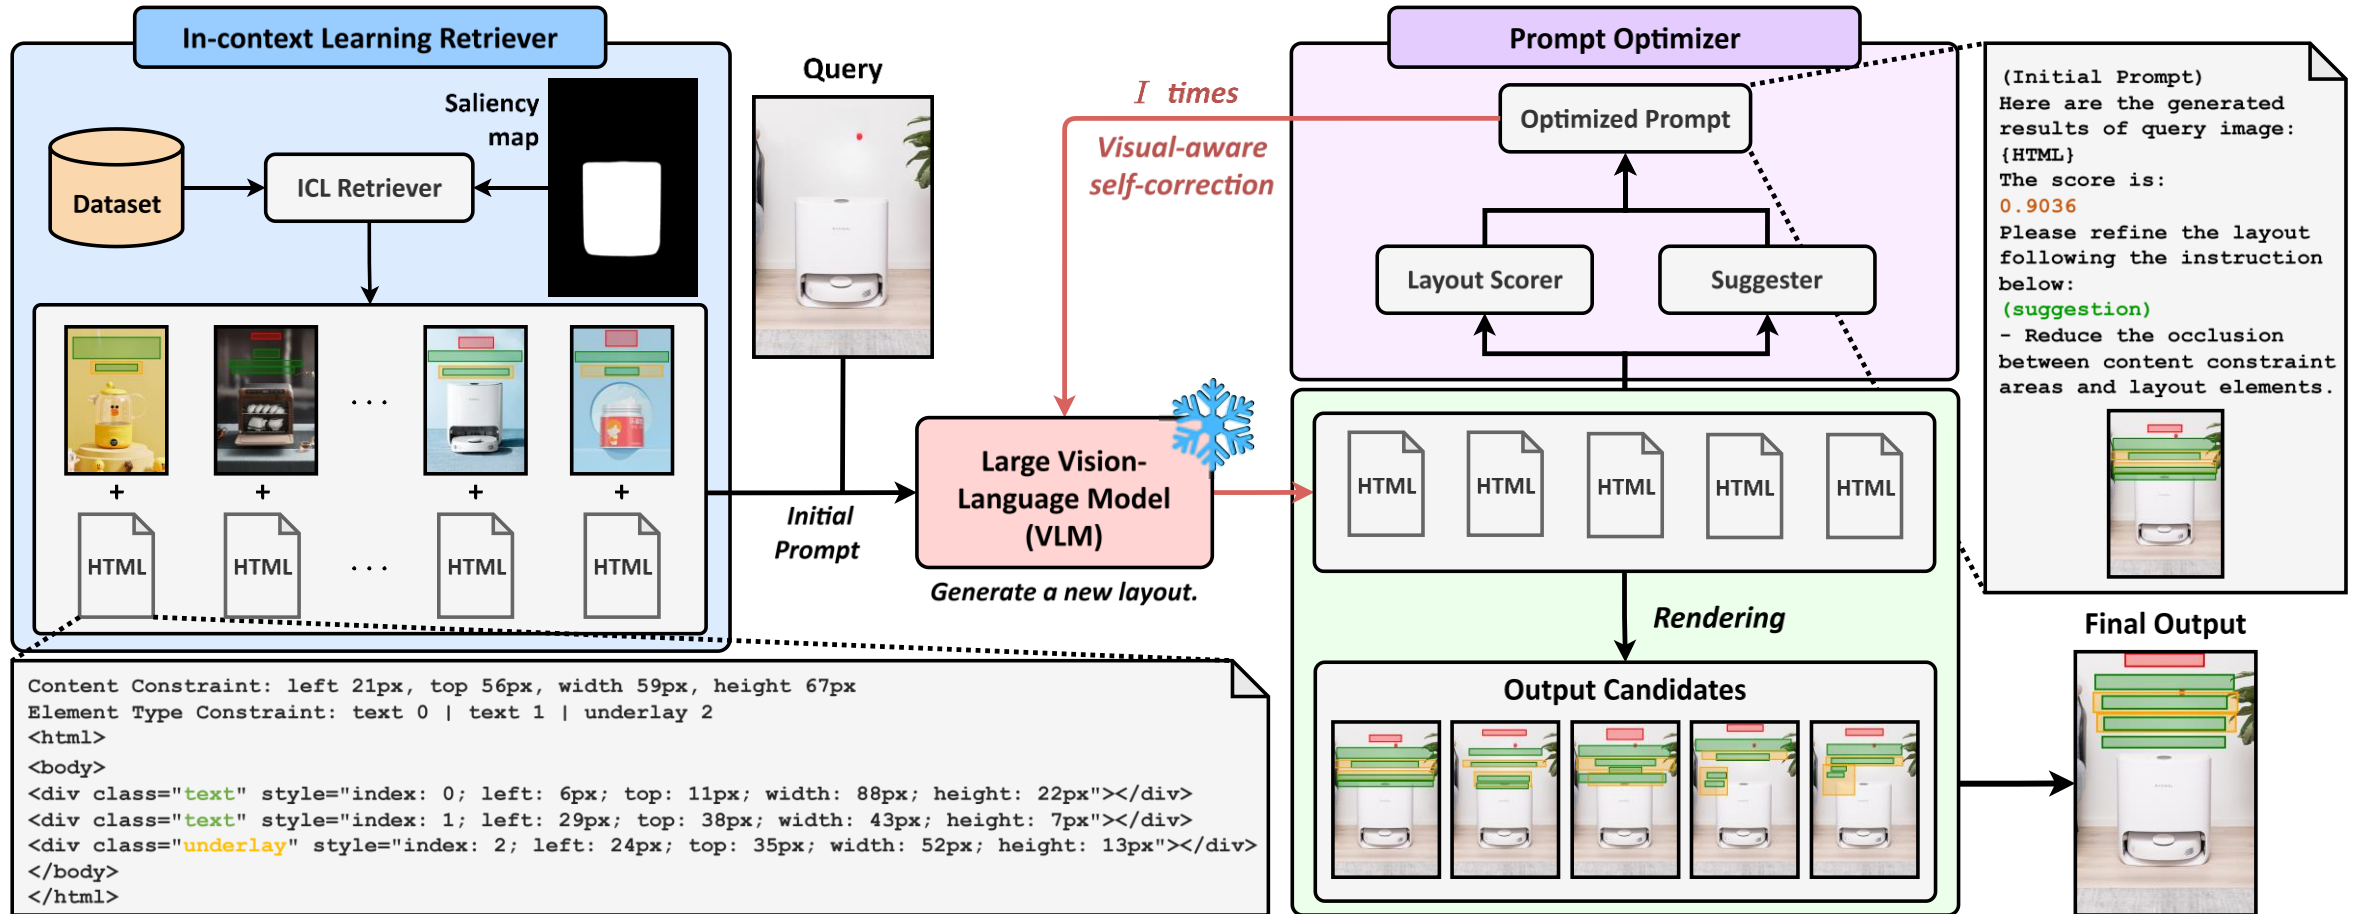 In-context Learning Retriever
Saliency
map
Dataset
ICL Retriever
+
+
+
+
. . .
HTML
HTML
. . .
HTML
HTML
Query
Initial
Prompt
Large Vision-
Language Model
(VLM)
Generate a new layout.
I times
Visual-aware
self-correction
Prompt Optimizer
Optimized Prompt
Layout Scorer
Suggester
HTML
HTML
HTML
HTML
HTML
Rendering
Output Candidates
(Initial Prompt)
Here are the generated
results of query image:
{HTML}
The score is:
0.9036
Please refine the layout
following the instruction
below:
(suggestion)
- Reduce the occlusion
between content constraint
areas and layout elements.
Final Output
Content Constraint: left 21px, top 56px, width 59px, height 67px
Element Type Constraint: text 0 | text 1 | underlay 2
<html>
<body>
<div class="text" style="index: 0; left: 6px; top: 11px; width: 88px; height: 22px"></div>
<div class="text" style="index: 1; left: 29px; top: 38px; width: 43px; height: 7px"></div>
<div class="underlay" style="index: 2; left: 24px; top: 35px; width: 52px; height: 13px"></div>
</body>
</html>